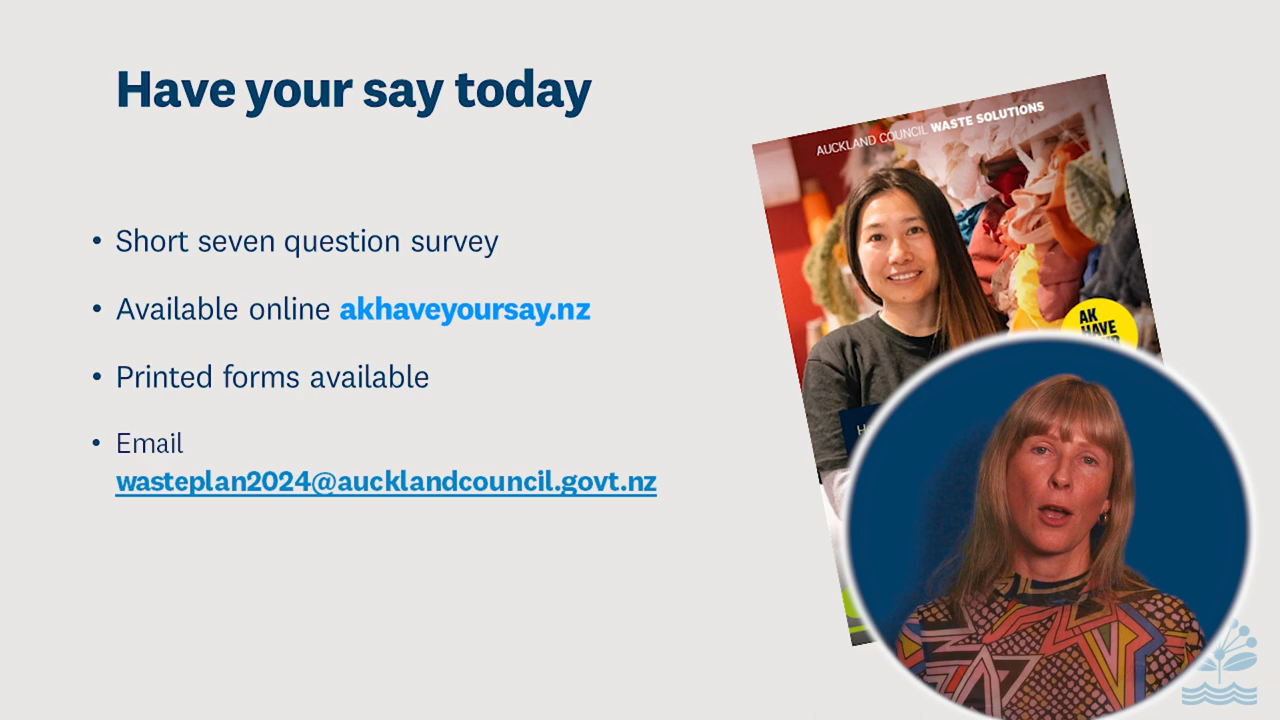 Have your say today
• Short seven question survey
• Available online akhaveyoursay.nz
• Printed forms available
• Email
wasteplan2024@aucklandcouncil.govt.nz
AUCKLAND COUNCIL WASTE SOLUTIONS
AK
HAVE